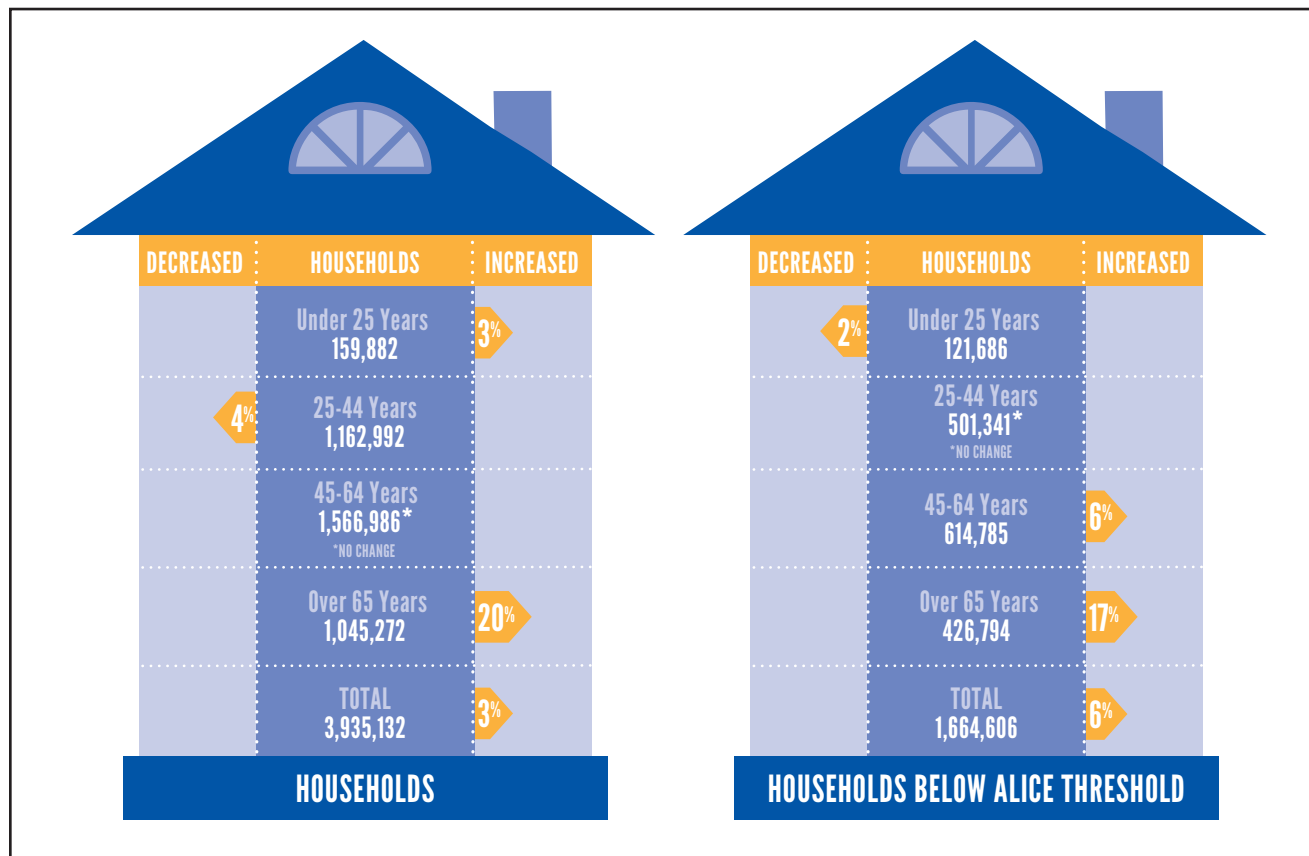 DECREASED HOUSEHOLDS INCREASED
Under 25 Years
159,882
3%
4%
25-44 Years
1,162,992
45-64 Years
1,566,986*
*NO CHANGE
Over 65 Years
1,045,272
20%
TOTAL
3,935,132
3%
HOUSEHOLDS
DECREASED HOUSEHOLDS INCREASED
2%
Under 25 Years
121,686
25-44 Years
501,341*
*NO CHANGE
45-64 Years
614,785
6%
Over 65 Years
426,794
17%
TOTAL
1,664,606
6%
HOUSEHOLDS BELOW ALICE THRESHOLD